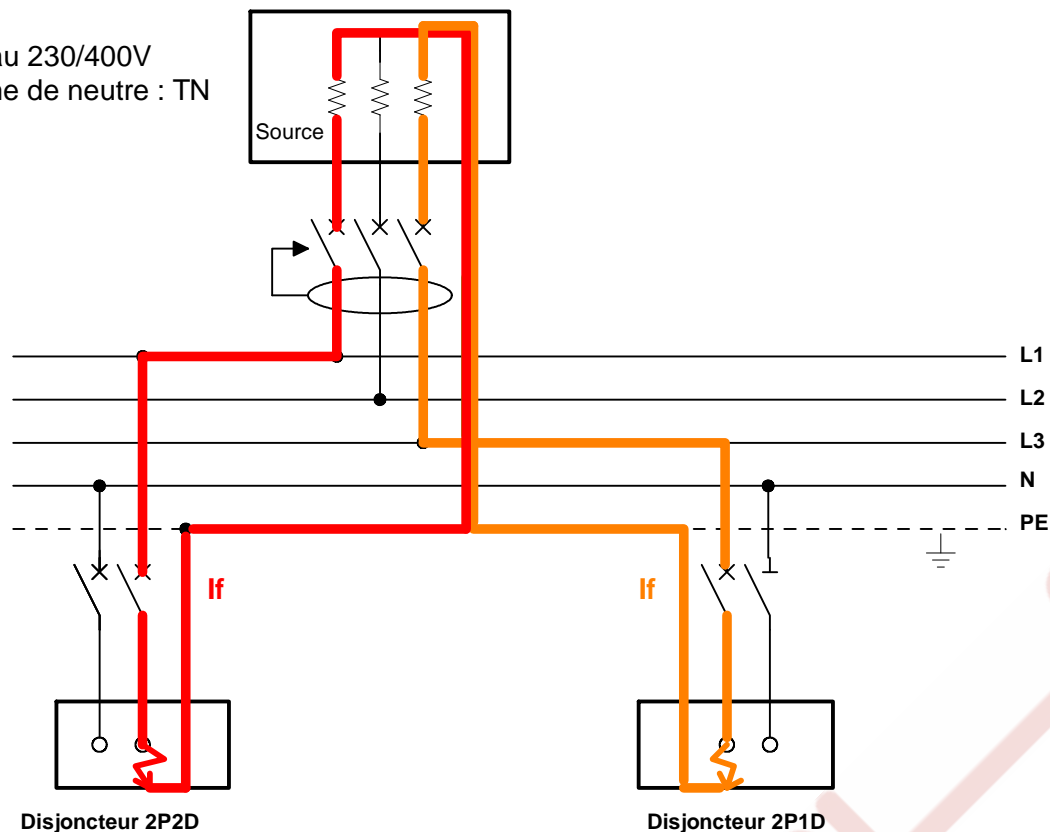 au 230/400V
ne de neutre : TN
Source
L1
L2
L3
N
PE
If
If
Disjoncteur 2P2D
Disjoncteur 2P1D